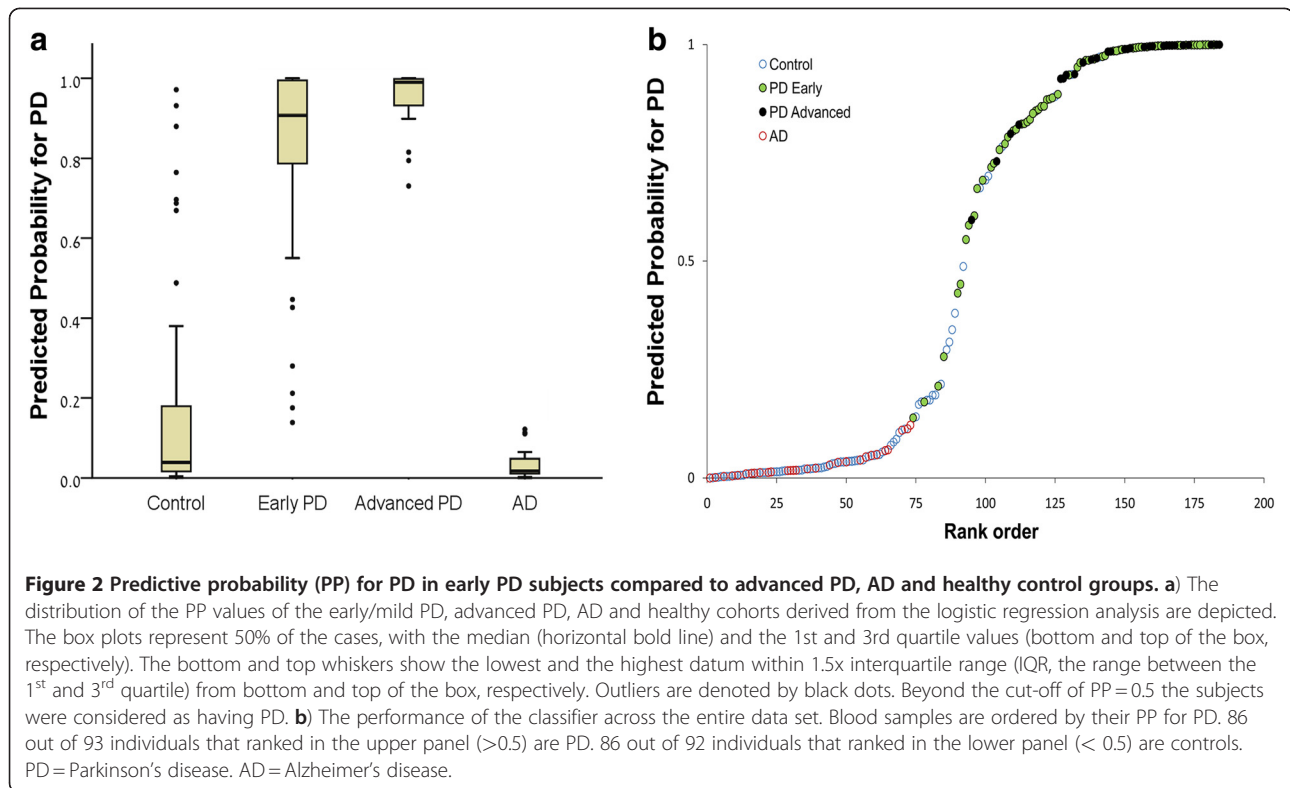 a
Predicted Probability for PD
1.0
0.8
0.6
0.4
0.2
0.0
Control
Early PD
Advanced PD
AD
b
Predicted Probability for PD
1
0.5
0
Control
PD Early
PD Advanced
AD
0
25
50
75
100
125
150
175
200
Rank order
Figure 2 Predictive probability (PP) for PD in early PD subjects compared to advanced PD, AD and healthy control groups. a) The
distribution of the PP values of the early/mild PD, advanced PD, AD and healthy cohorts derived from the logistic regression analysis are depicted.
The box plots represent 50% of the cases, with the median (horizontal bold line) and the 1st and 3rd quartile values (bottom and top of the box,
respectively). The bottom and top whiskers show the lowest and the highest datum within 1.5x interquartile range (IQR, the range between the
1st and 3rd quartile) from bottom and top of the box, respectively. Outliers are denoted by black dots. Beyond the cut-off of PP = 0.5 the subjects
were considered as having PD. b) The performance of the classifier across the entire data set. Blood samples are ordered by their PP for PD. 86
out of 93 individuals that ranked in the upper panel (>0.5) are PD. 86 out of 92 individuals that ranked in the lower panel (< 0.5) are controls.
PD = Parkinson's disease. AD = Alzheimer's disease.